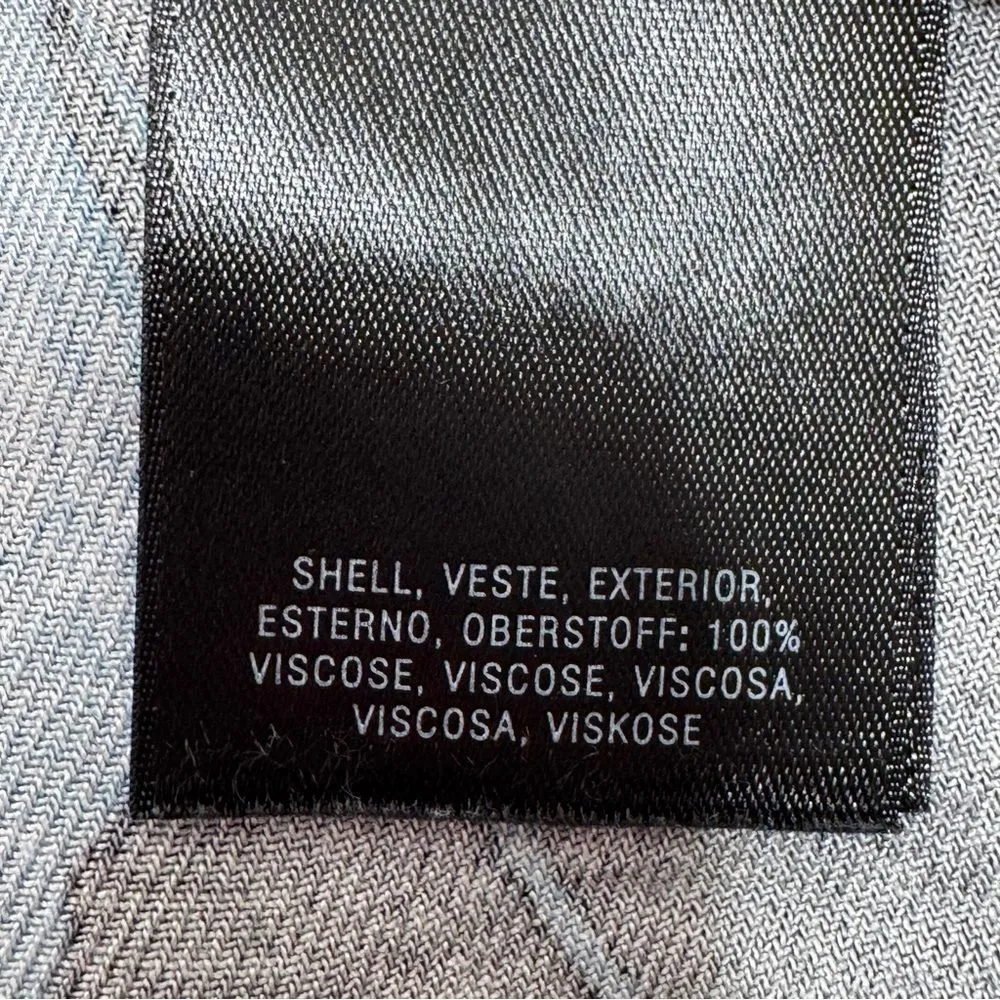 SHELL, VESTE, EXTERIOR,
ESTERNO, OBERSTOFF: 100%
VISCOSE, VISCOSE, VISCOSA,
VISCOSA, VISKOSE